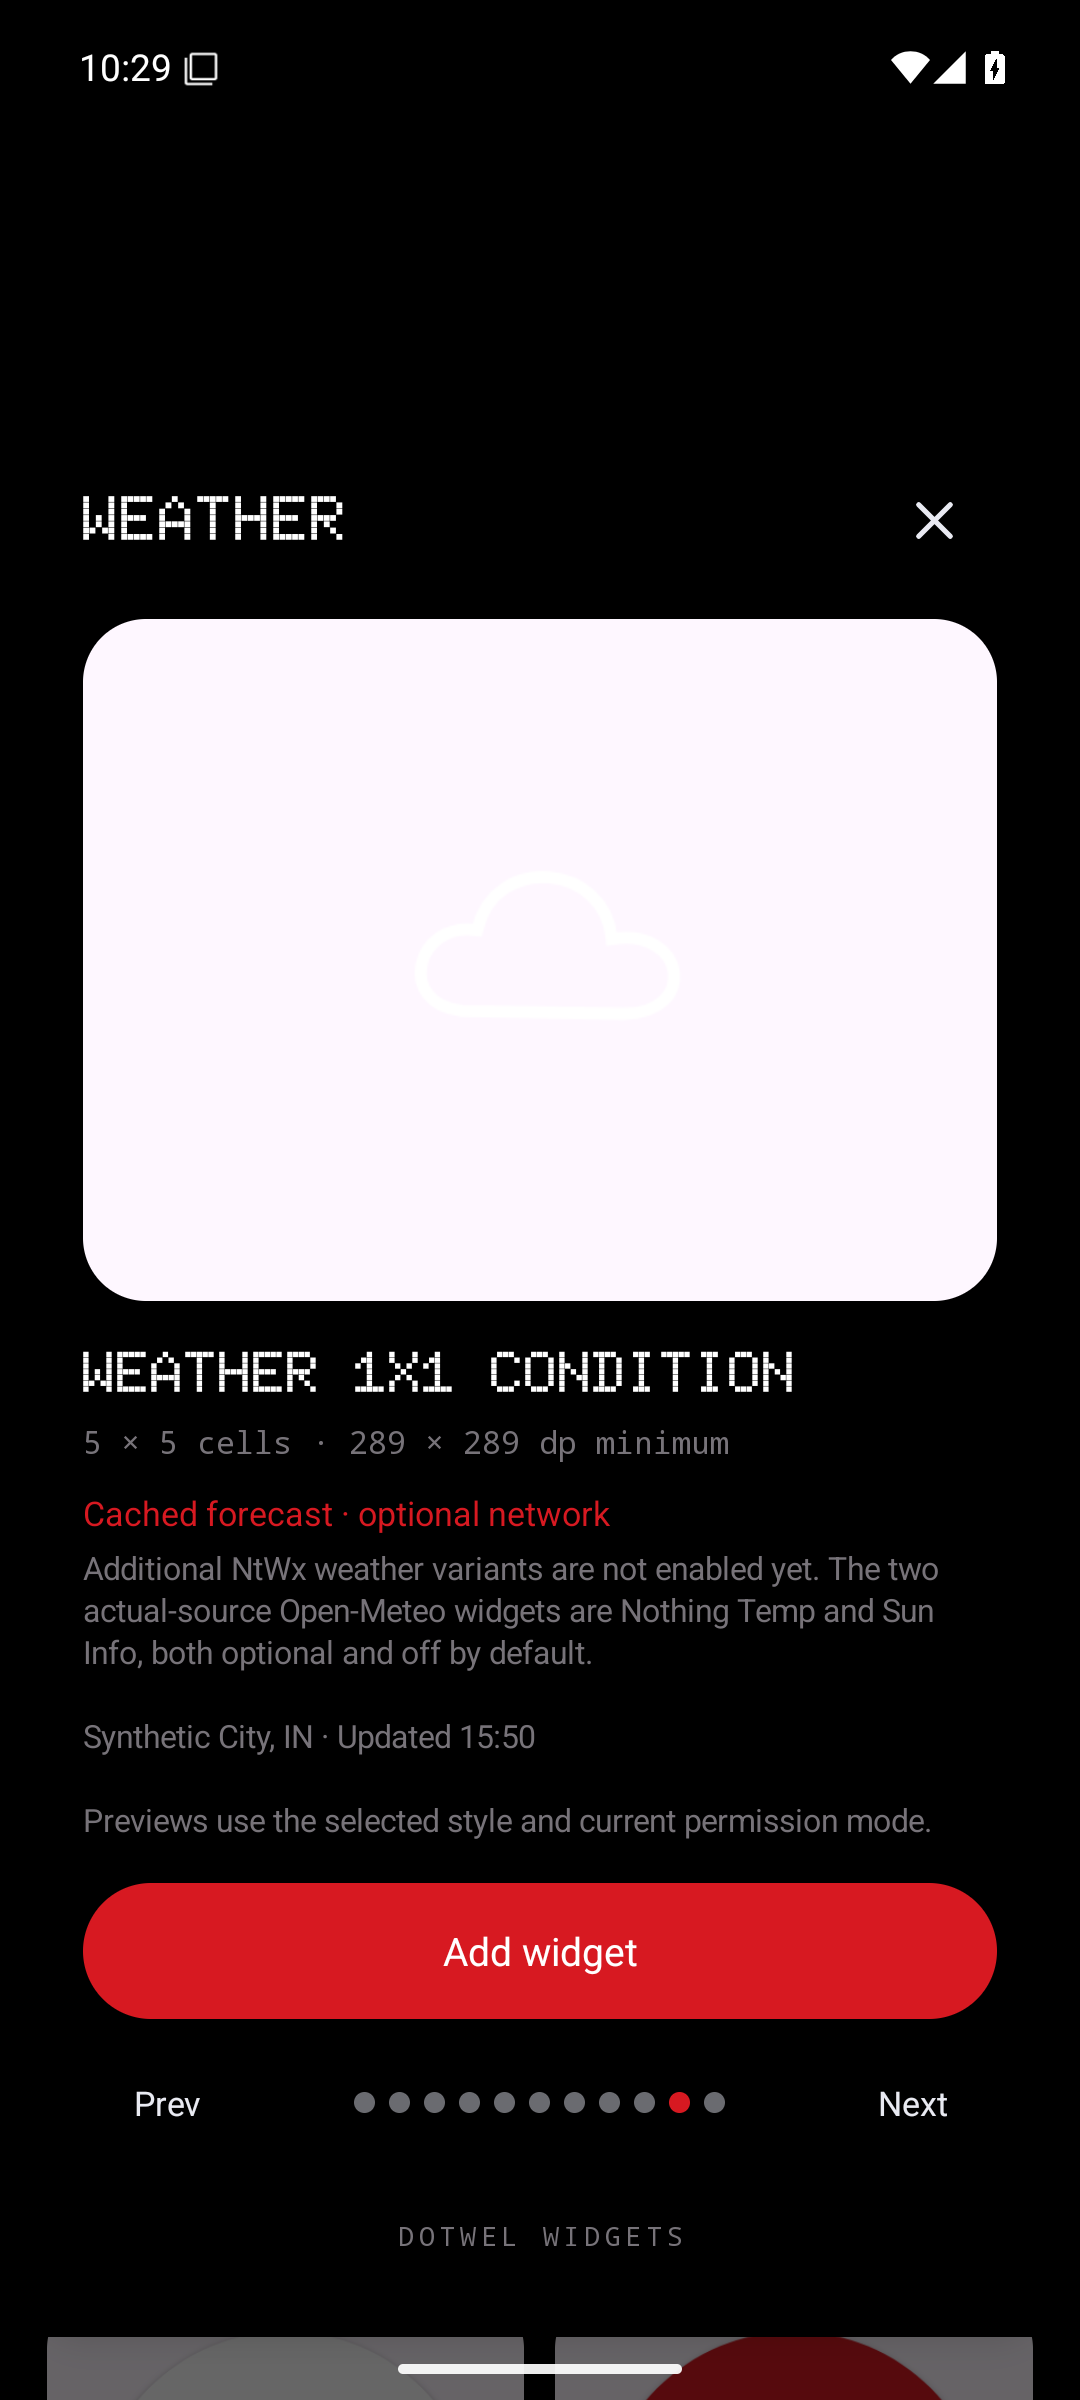 10:29
WEATHER
WEATHER 1X1 CONDITION
5 × 5 cells · 289 × 289 dp minimum
Cached forecast · optional network
Additional NtWx weather variants are not enabled yet. The two
actual-source Open-Meteo widgets are Nothing Temp and Sun
Info, both optional and off by default.
Synthetic City, IN · Updated 15:50
Previews use the selected style and current permission mode.
Add widget
Prev
Next
DOTWEL WIDGETS